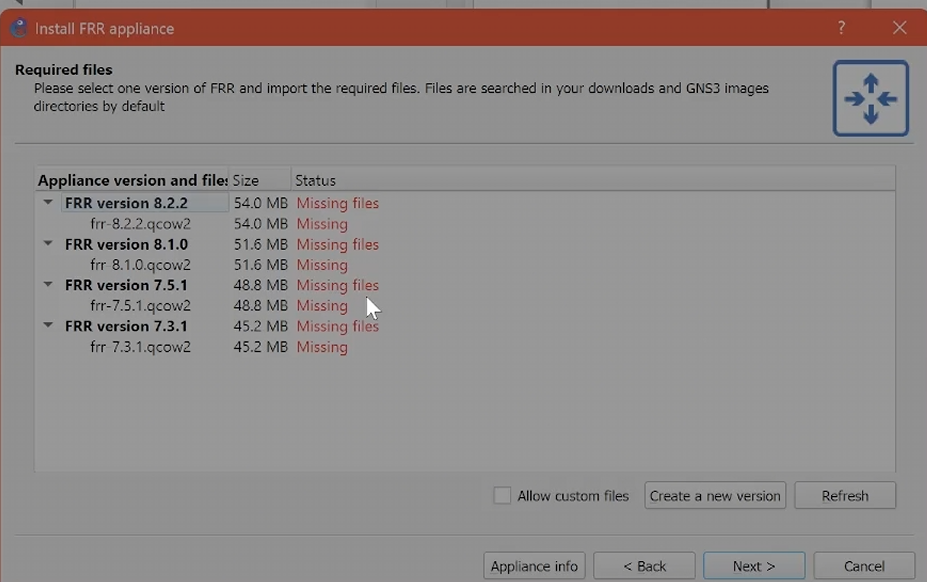 Install FRR appliance
?
Required files
Please select one version of FRR and import the required files. Files are searched in your downloads and GNS3 images
directories by default
Appliance version and files Size Status
FRR version 8.2.2 54.0 MB Missing files
frr-8.2.2.qcow2 54.0 MB Missing
FRR version 8.1.0 51.6 MB Missing files
frr-8.1.0.qcow2 51.6 MB Missing
FRR version 7.5.1 48.8 MB Missing files
frr-7.5.1.qcow2 48.8 MB Missing
FRR version 7.3.1 45.2 MB Missing files
frr-7.3.1.qcow2 45.2 MB Missing
Allow custom files Create a new version Refresh
Appliance info < Back Next > Cancel